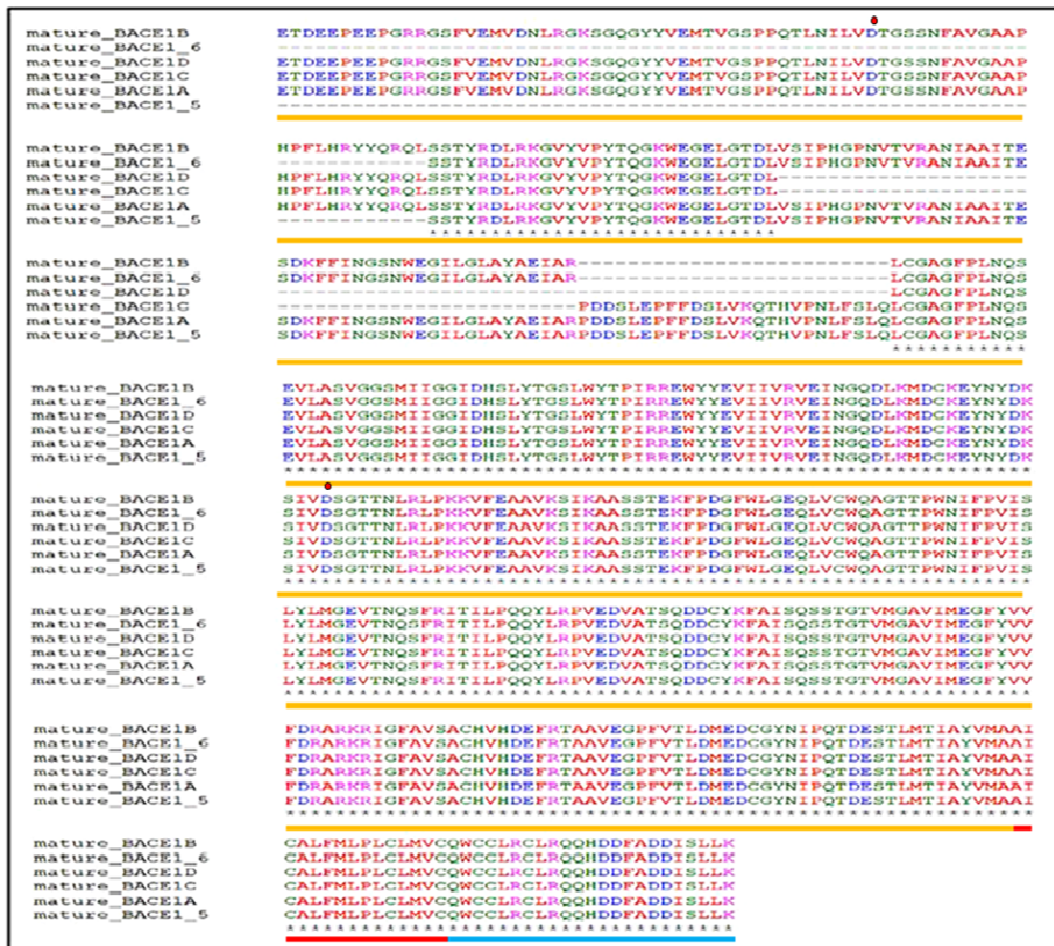 mature_BACE1B ETDEEPEEPGRRGSFVEMVDNLRGKSGQGYYVEMTVGSPPQTLNILVDTGSSNFAVGAAP
mature_BACE1_6 ------------------------------------------------------------
mature_BACE1D ETDEEPEEPGRRGSFVEMVDNLRGKSGQGYYVEMTVGSPPQTLNILVDTGSSNFAVGAAP
mature_BACE1C ETDEEPEEPGRRGSFVEMVDNLRGKSGQGYYVEMTVGSPPQTLNILVDTGSSNFAVGAAP
mature_BACE1A ETDEEPEEPGRRGSFVEMVDNLRGKSGQGYYVEMTVGSPPQTLNILVDTGSSNFAVGAAP
mature_BACE1_5 ------------------------------------------------------------
mature_BACE1B HPFLHRYYQRQLSSTYRDLRKGVYVPYTQGKWEGELGTDLVSIPHGPNVTVRANIAAITE
mature_BACE1_6 ------------SSTYRDLRKGVYVPYTQGKWEGELGTDLVSIPHGPNVTVRANIAAITE
mature_BACE1D HPFLHRYYQRQLSSTYRDLRKGVYVPYTQGKWEGELGTDL--------------------
mature_BACE1C HPFLHRYYQRQLSSTYRDLRKGVYVPYTQGKWEGELGTDL--------------------
mature_BACE1A HPFLHRYYQRQLSSTYRDLRKGVYVPYTQGKWEGELGTDLVSIPHGPNVTVRANIAAITE
mature_BACE1_5 ------------SSTYRDLRKGVYVPYTQGKWEGELGTDLVSIPHGPNVTVRANIAAITE
****************************
mature_BACE1B SDKFFINGSNWEGILGLAYAEIAR-------------------------LCGAGFPLNQS
mature_BACE1_6 SDKFFINGSNWEGILGLAYAEIAR-------------------------LCGAGFPLNQS
mature_BACE1D -------------------------------------------------LCGAGFPLNQS
mature_BACE1C ------------------------PDDSLEPFFDSLVKQTHVPNLFSLQLCGAGFPLNQS
mature_BACE1A SDKFFINGSNWEGILGLAYAEIARPDDSLEPFFDSLVKQTHVPNLFSLQLCGAGFPLNQS
mature_BACE1_5 SDKFFINGSNWEGILGLAYAEIARPDDSLEPFFDSLVKQTHVPNLFSLQLCGAGFPLNQS
***********
mature_BACE1B EVLASVGGSMIIGGIDHSLYTGSLWYTPIRREWYYEVIIVRVEINGQDLKMDCKEYNYDK
mature_BACE1_6 EVLASVGGSMIIGGIDHSLYTGSLWYTPIRREWYYEVIIVRVEINGQDLKMDCKEYNYDK
mature_BACE1D EVLASVGGSMIIGGIDHSLYTGSLWYTPIRREWYYEVIIVRVEINGQDLKMDCKEYNYDK
mature_BACE1C EVLASVGGSMIIGGIDHSLYTGSLWYTPIRREWYYEVIIVRVEINGQDLKMDCKEYNYDK
mature_BACE1A EVLASVGGSMIIGGIDHSLYTGSLWYTPIRREWYYEVIIVRVEINGQDLKMDCKEYNYDK
mature_BACE1_5 EVLASVGGSMIIGGIDHSLYTGSLWYTPIRREWYYEVIIVRVEINGQDLKMDCKEYNYDK
************************************************************
mature_BACE1B SIVDSGTTNLRLPKKVFEAAVKSIKAASSTEKFPDGFWLGEQLVCWQAGTTPWNIFPVIS
mature_BACE1_6 SIVDSGTTNLRLPKKVFEAAVKSIKAASSTEKFPDGFWLGEQLVCWQAGTTPWNIFPVIS
mature_BACE1D SIVDSGTTNLRLPKKVFEAAVKSIKAASSTEKFPDGFWLGEQLVCWQAGTTPWNIFPVIS
mature_BACE1C SIVDSGTTNLRLPKKVFEAAVKSIKAASSTEKFPDGFWLGEQLVCWQAGTTPWNIFPVIS
mature_BACE1A SIVDSGTTNLRLPKKVFEAAVKSIKAASSTEKFPDGFWLGEQLVCWQAGTTPWNIFPVIS
mature_BACE1_5 SIVDSGTTNLRLPKKVFEAAVKSIKAASSTEKFPDGFWLGEQLVCWQAGTTPWNIFPVIS
************************************************************
mature_BACE1B LYLMGEVTNQSFRITILPQQYLRPVEDVATSQDDCYKFAISQSSTGTVMGAVIMEGFYVV
mature_BACE1_6 LYLMGEVTNQSFRITILPQQYLRPVEDVATSQDDCYKFAISQSSTGTVMGAVIMEGFYVV
mature_BACE1D LYLMGEVTNQSFRITILPQQYLRPVEDVATSQDDCYKFAISQSSTGTVMGAVIMEGFYVV
mature_BACE1C LYLMGEVTNQSFRITILPQQYLRPVEDVATSQDDCYKFAISQSSTGTVMGAVIMEGFYVV
mature_BACE1A LYLMGEVTNQSFRITILPQQYLRPVEDVATSQDDCYKFAISQSSTGTVMGAVIMEGFYVV
mature_BACE1_5 LYLMGEVTNQSFRITILPQQYLRPVEDVATSQDDCYKFAISQSSTGTVMGAVIMEGFYVV
************************************************************
mature_BACE1B FDRARKRIGFAVSACHVHDEFRTAAVEGPFVTLDMEDCGYNIPQTDESTLMTIAYVMAAI
mature_BACE1_6 FDRARKRIGFAVSACHVHDEFRTAAVEGPFVTLDMEDCGYNIPQTDESTLMTIAYVMAAI
mature_BACE1D FDRARKRIGFAVSACHVHDEFRTAAVEGPFVTLDMEDCGYNIPQTDESTLMTIAYVMAAI
mature_BACE1C FDRARKRIGFAVSACHVHDEFRTAAVEGPFVTLDMEDCGYNIPQTDESTLMTIAYVMAAI
mature_BACE1A FDRARKRIGFAVSACHVHDEFRTAAVEGPFVTLDMEDCGYNIPQTDESTLMTIAYVMAAI
mature_BACE1_5 FDRARKRIGFAVSACHVHDEFRTAAVEGPFVTLDMEDCGYNIPQTDESTLMTIAYVMAAI
************************************************************
mature_BACE1B CALFMLPLCLMVCQWCCLRCLRQQHDDFADDISLLK
mature_BACE1_6 CALFMLPLCLMVCQWCCLRCLRQQHDDFADDISLLK
mature_BACE1D CALFMLPLCLMVCQWCCLRCLRQQHDDFADDISLLK
mature_BACE1C CALFMLPLCLMVCQWCCLRCLRQQHDDFADDISLLK
mature_BACE1A CALFMLPLCLMVCQWCCLRCLRQQHDDFADDISLLK
mature_BACE1_5 CALFMLPLCLMVCQWCCLRCLRQQHDDFADDISLLK
************************************